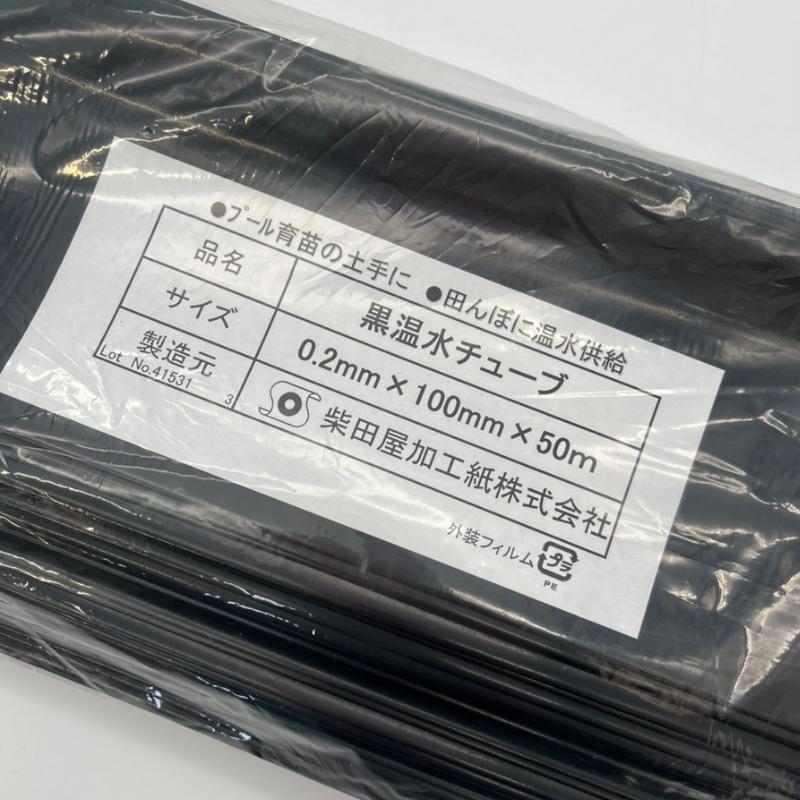 ●プール育苗の土手に ●田んぼに温水供給
品名 黒温水チューブ
サイズ 0.2mm×100mm×50m
製造元 柴田屋加工紙株式会社
Lot No.41531 3
外装フィルム プラ
PE